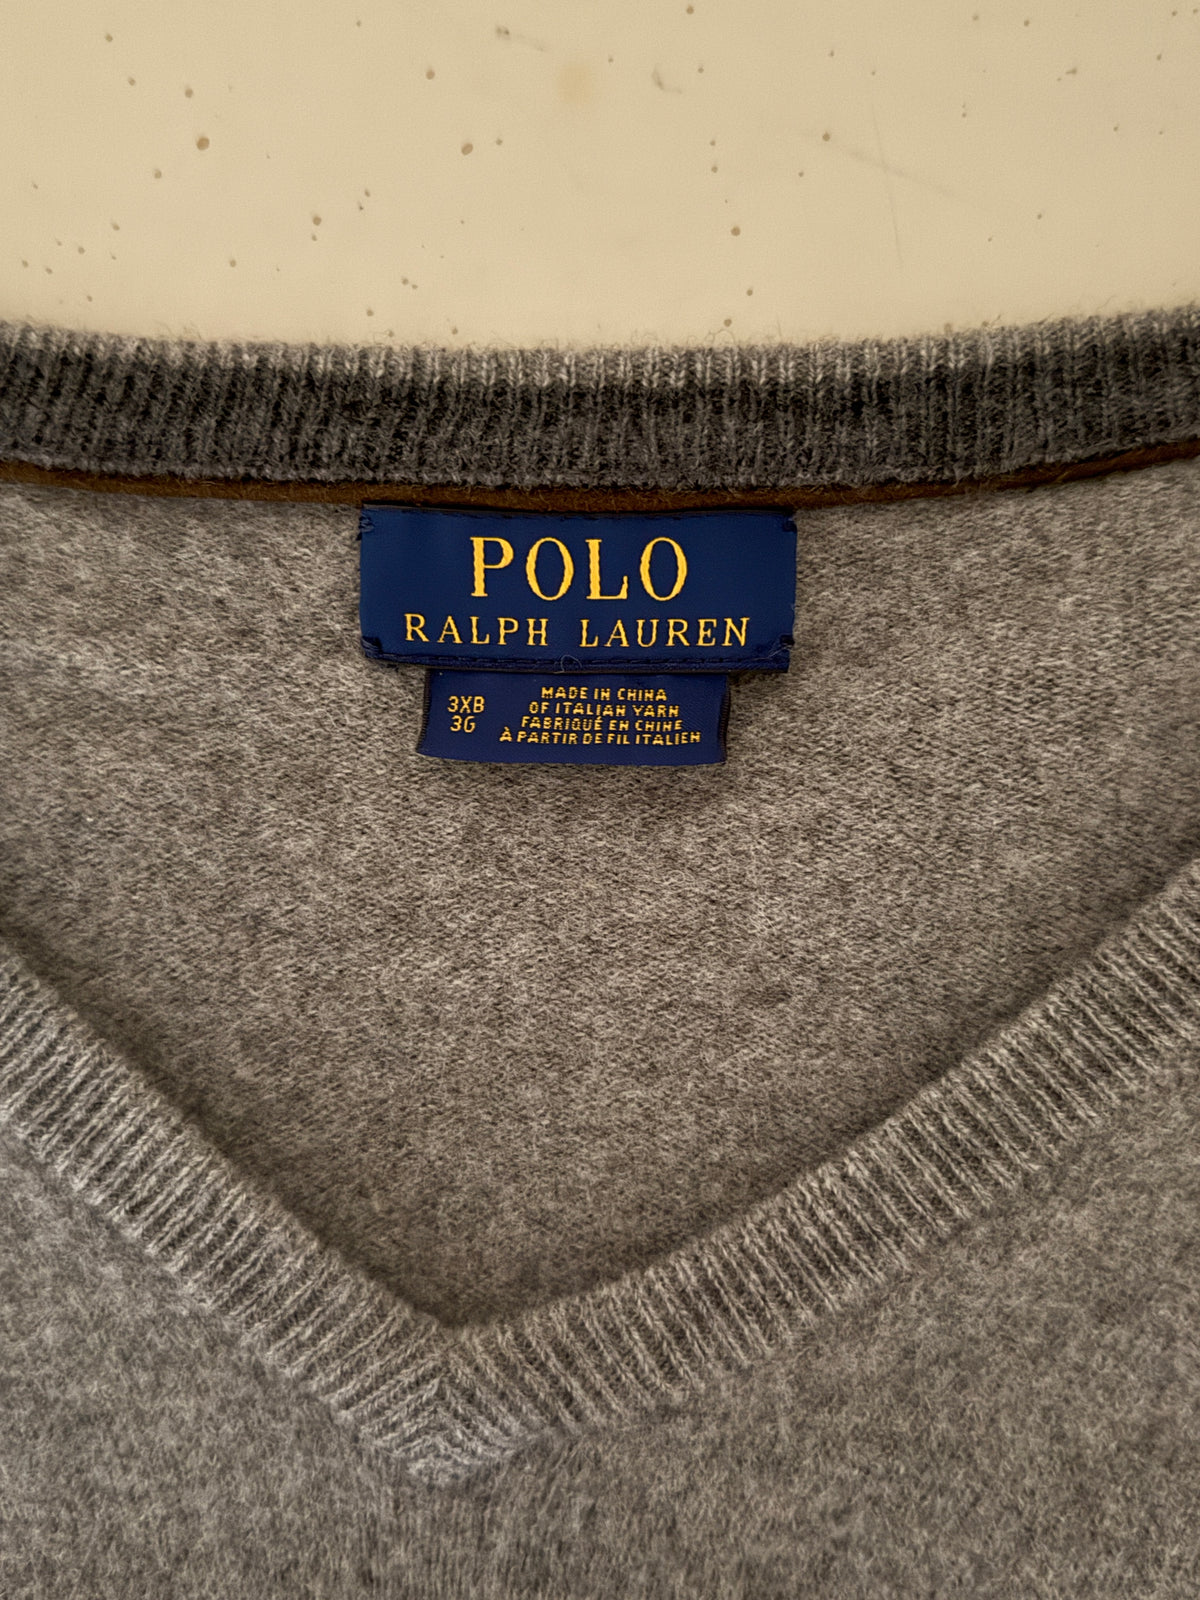 POLO
RALPH LAUREN
3XB
3G
MADE IN CHINA
OF ITALIAN YARN
FABRIQUÉ EN CHINE
À PARTIR DE FIL ITALIEN